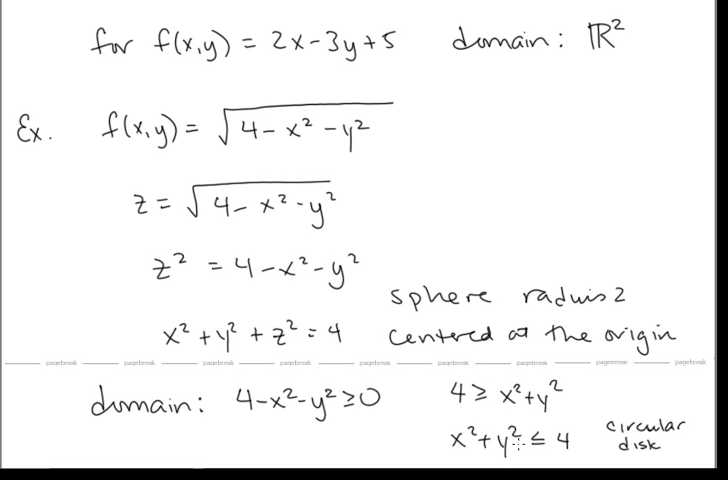 for f(x,y) = 2x-3y+5 domain: ℝ²
Ex. f(x,y) = √(4-x²-y²)
z = √(4-x²-y²)
z² = 4-x²-y²
sphere raduis 2
x²+y²+z² = 4 centered at the origin
pagebreak pagebreak pagebreak pagebreak pagebreak pagebreak pagebreak pagebreak pagebreak
domain: 4-x²-y²≥0 4≥ x²+y²
x²+y² ≤ 4 circular disk